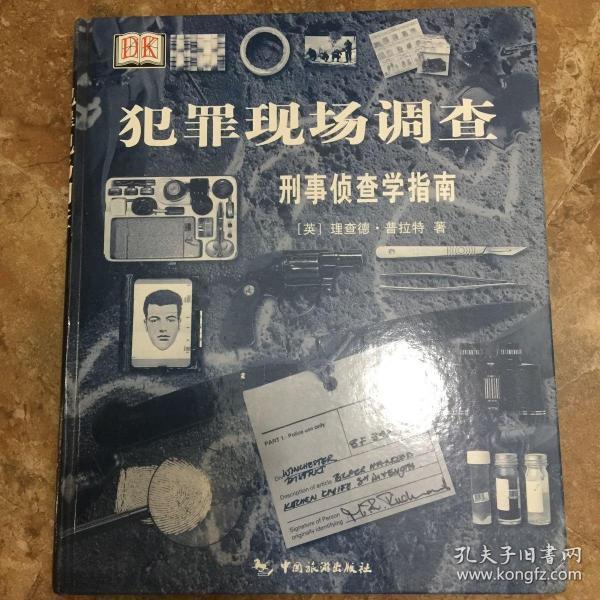 DK
犯罪现场调查
刑事侦查学指南
[英] 理查德·普拉特 著
PART 1 Police use only
WINCHESTER
DISTRICT
Description of article BLACK HANDLED
KITCHEN KNIFE 8" IN LENGTH
Signature of Person
originally identifying
中国旅游出版社
孔夫子旧书网
www.kongfz.com